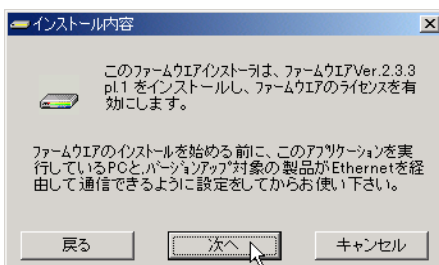 インストール内容
このファームウエアインストーラは、ファームウエアVer.2.3.3
pl.1 をインストールし、ファームウエアのライセンスを有
効にします。
ファームウエアのインストールを始める前に、このアプリケーションを実
行しているPCと,バージョンアップ対象の製品がEthernetを経
由して通信できるように設定をしてからお使い下さい。
戻る
次へ
キャンセル